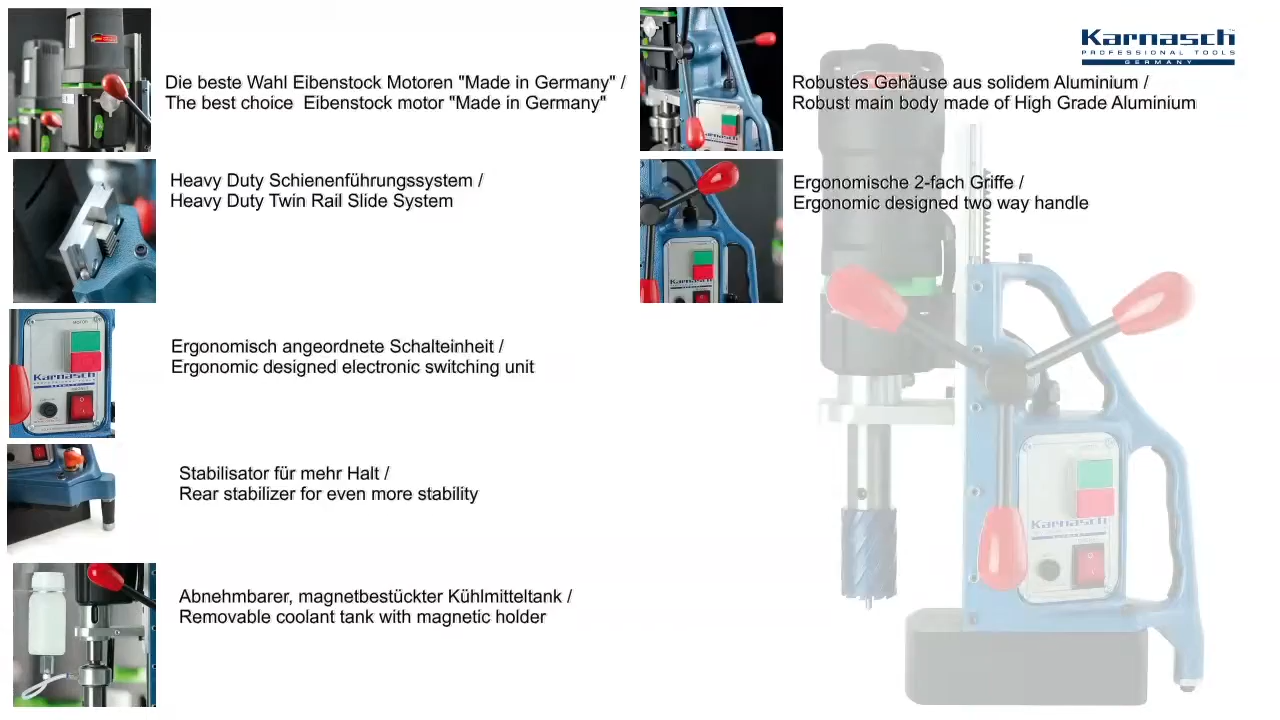 Die beste Wahl Eibenstock Motoren "Made in Germany" /
The best choice Eibenstock motor "Made in Germany"
Heavy Duty Schienenführungssystem /
Heavy Duty Twin Rail Slide System
Ergonomisch angeordnete Schalteinheit /
Ergonomic designed electronic switching unit
Karnasch
Stabilisator für mehr Halt /
Rear stabilizer for even more stability
Abnehmbarer, magnetbestückter Kühlmitteltank /
Removable coolant tank with magnetic holder
Karnasch
PROFESSIONAL TOOLS
GERMANY
Robustes Gehäuse aus solidem Aluminium /
Robust main body made of High Grade Aluminium
Karnasch
Ergonomische 2-fach Griffe /
Ergonomic designed two way handle
Karnasch
Karnasch